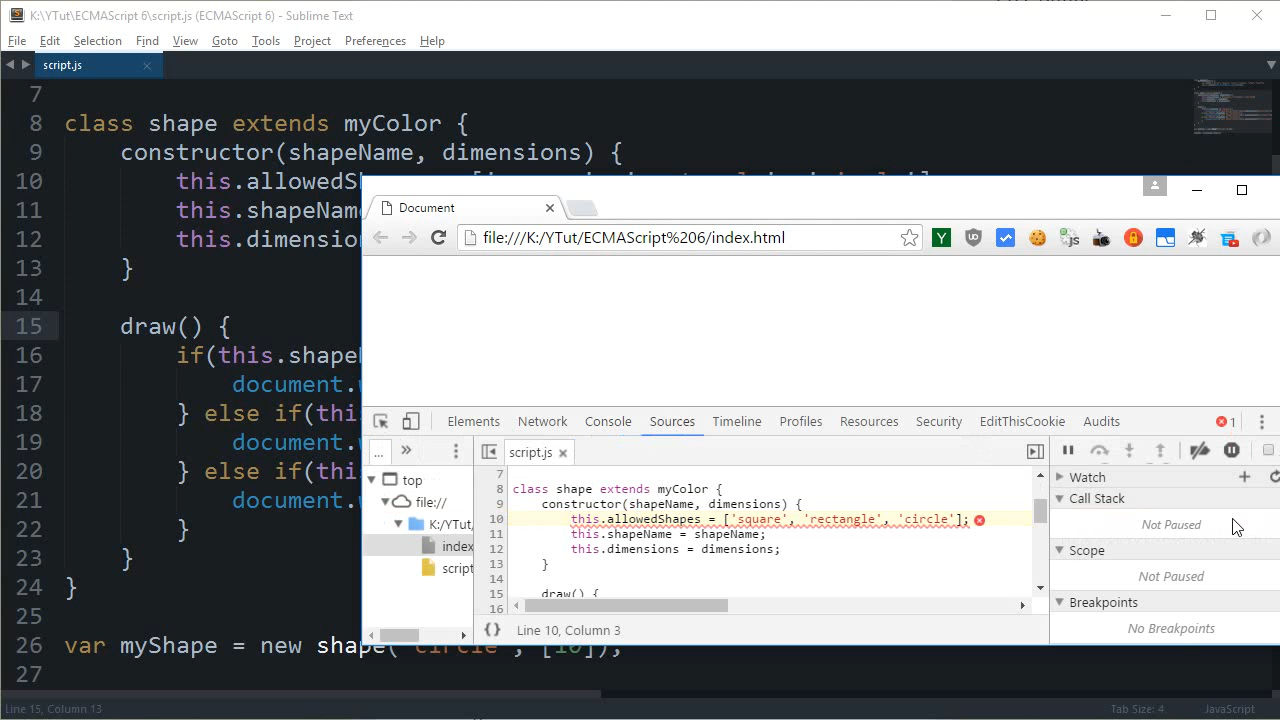 K:\YTut\ECMAScript 6\script.js (ECMAScript 6) - Sublime Text
File Edit Selection Find View Goto Tools Project Preferences Help
script.js
7
8 class shape extends myColor {
9 constructor(shapeName, dimensions) {
10 this.allowedSh
11 this.shapeName
12 this.dimension
13 }
14
15 draw() {
16 if(this.shapeN
17 document.w
18 } else if(this
19 document.w
20 } else if(this
21 document.w
22 }
23 }
24 }
25
26 var myShape = new shape('circle', [10]);
27
Line 15, Column 13
Tab Size: 4 JavaScript
Document
file:///K:/YTut/ECMAScript%206/index.html
Elements Network Console Sources Timeline Profiles Resources Security EditThisCookie Audits 1
... » script.js
top
file://
K:/YTut/
index
script
7
8 class shape extends myColor {
9 constructor(shapeName, dimensions) {
10 this.allowedShapes = ['square', 'rectangle', 'circle'];
11 this.shapeName = shapeName;
12 this.dimensions = dimensions;
13 }
14
15 draw() {
16
{} Line 10, Column 3
Watch
Call Stack
Not Paused
Scope
Not Paused
Breakpoints
No Breakpoints